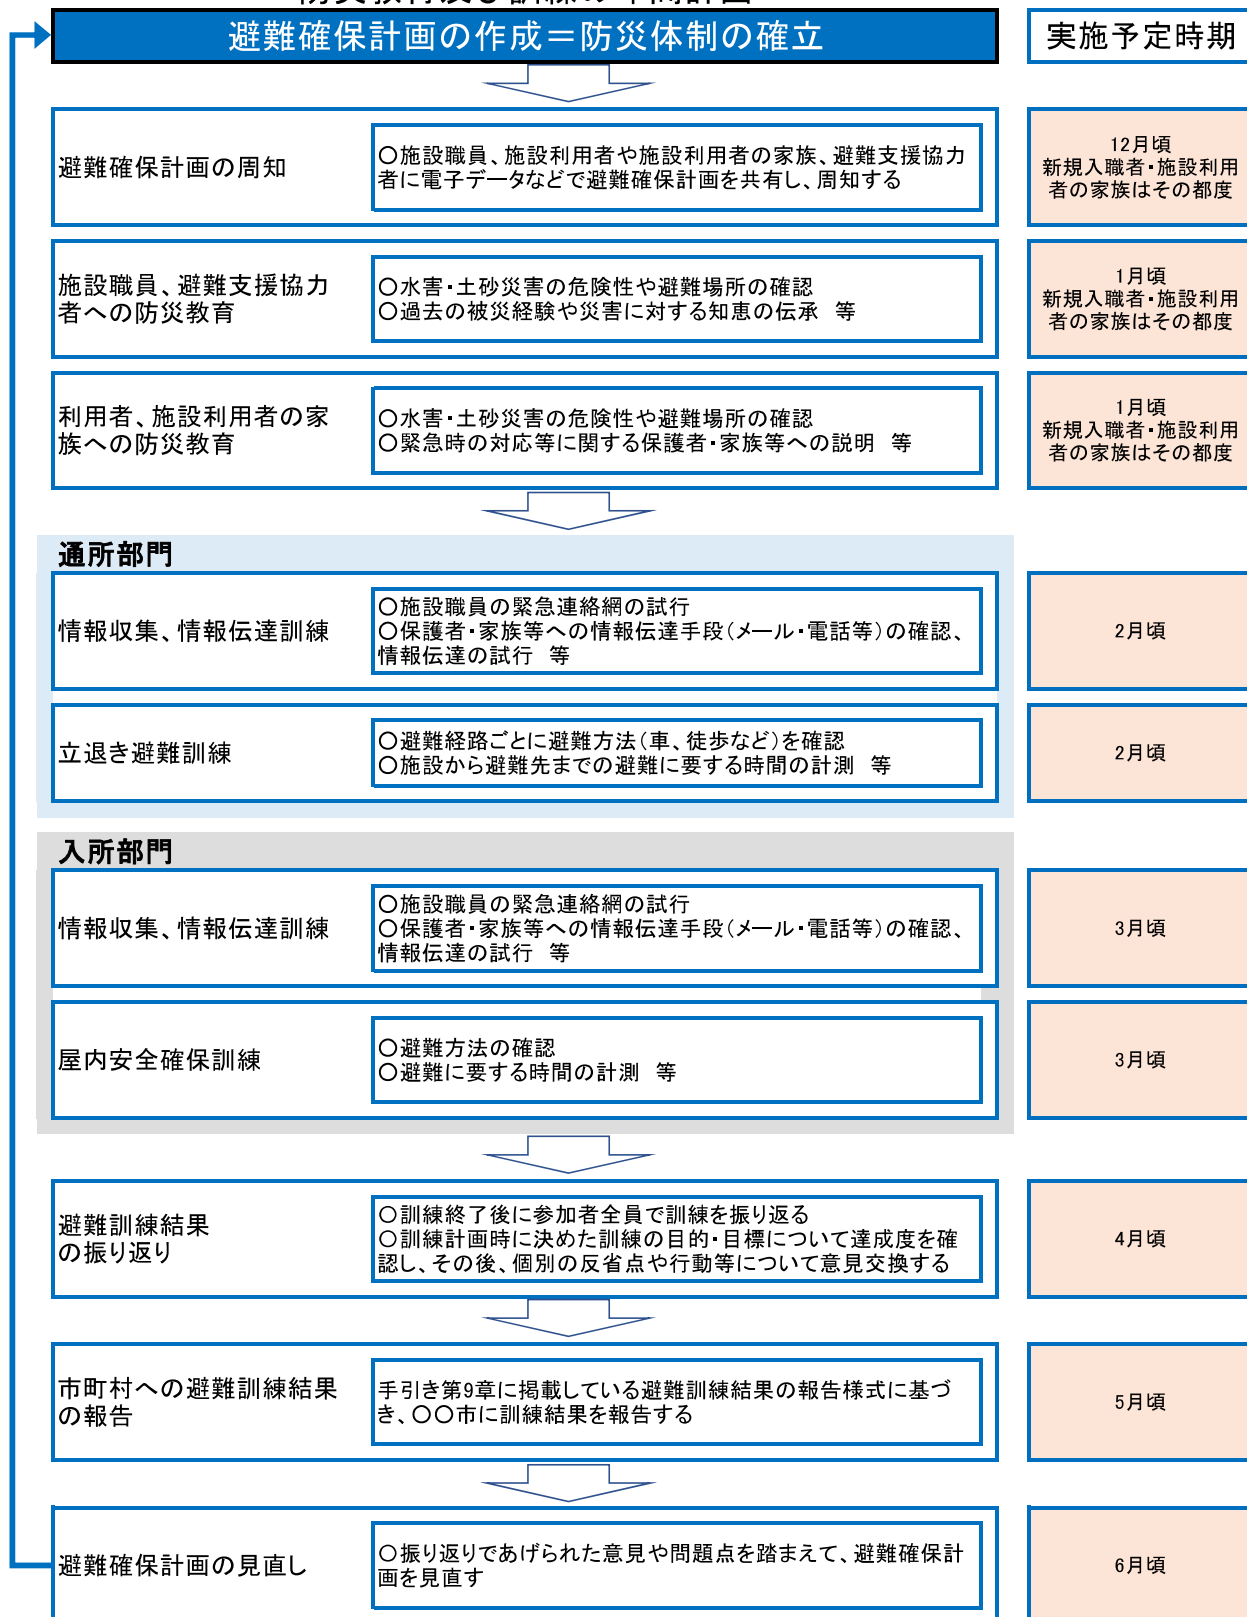 防災教育及び訓練の年間計画
避難確保計画の作成＝防災体制の確立
実施予定時期
避難確保計画の周知
○施設職員、施設利用者や施設利用者の家族、避難支援協力
者に電子データなどで避難確保計画を共有し、周知する
12月頃
新規入職者・施設利用
者の家族はその都度
施設職員、避難支援協力
者への防災教育
○水害・土砂災害の危険性や避難場所の確認
○過去の被災経験や災害に対する知恵の伝承　等
1月頃
新規入職者・施設利用
者の家族はその都度
利用者、施設利用者の家
族への防災教育
○水害・土砂災害の危険性や避難場所の確認
○緊急時の対応等に関する保護者・家族等への説明　等
1月頃
新規入職者・施設利用
者の家族はその都度
通所部門
情報収集、情報伝達訓練
○施設職員の緊急連絡網の試行
○保護者・家族等への情報伝達手段（メール・電話等）の確認、
情報伝達の試行　等
2月頃
立退き避難訓練
○避難経路ごとに避難方法（車、徒歩など）を確認
○施設から避難先までの避難に要する時間の計測　等
2月頃
入所部門
情報収集、情報伝達訓練
○施設職員の緊急連絡網の試行
○保護者・家族等への情報伝達手段（メール・電話等）の確認、
情報伝達の試行　等
3月頃
屋内安全確保訓練
○避難方法の確認
○避難に要する時間の計測　等
3月頃
避難訓練結果
の振り返り
○訓練終了後に参加者全員で訓練を振り返る
○訓練計画時に決めた訓練の目的・目標について達成度を確
認し、その後、個別の反省点や行動等について意見交換する
4月頃
市町村への避難訓練結果
の報告
手引き第9章に掲載している避難訓練結果の報告様式に基づ
き、○○市に訓練結果を報告する
5月頃
避難確保計画の見直し
○振り返りであげられた意見や問題点を踏まえて、避難確保計
画を見直す
6月頃